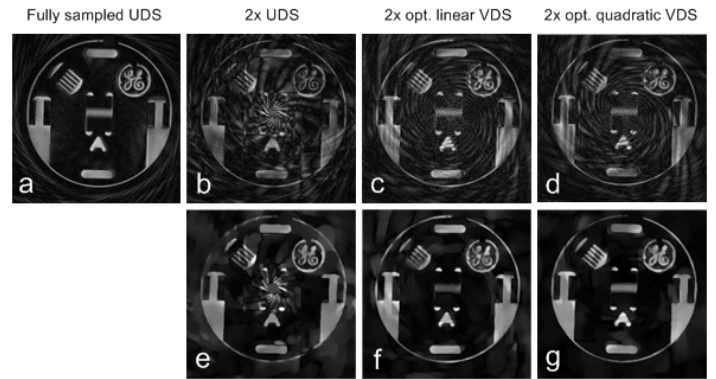 Fully sampled UDS 2x UDS 2x opt. linear VDS 2x opt. quadratic VDS
a b c d
e f g